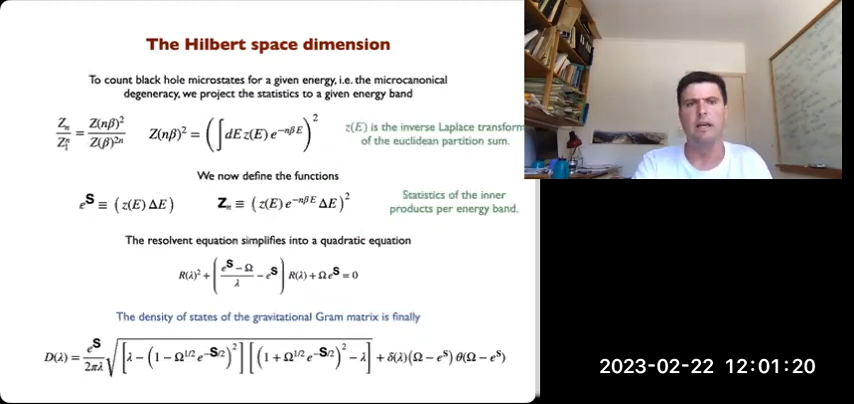 The Hilbert space dimension
To count black hole microstates for a given energy, i.e. the microcanonical
degeneracy, we project the statistics to a given energy band
Zₙ/Z₁ⁿ = Z(nβ)²/Z(β)²ⁿ Z(nβ)² = (∫dE z(E) e^{-nβE})² z(E) is the inverse Laplace transform
of the euclidean partition sum.
We now define the functions
e^S ≡ (z(E) ΔE) Zₙ ≡ (z(E) e^{-nβE} ΔE)² Statistics of the inner
products per energy band.
The resolvent equation simplifies into a quadratic equation
R(λ)² + ((e^S − Ω)/λ − e^S) R(λ) + Ω e^S = 0
The density of states of the gravitational Gram matrix is finally
D(λ) = e^S/(2πλ) √([λ − (1 − Ω^{1/2} e^{-S/2})²] [(1 + Ω^{1/2} e^{-S/2})² − λ]) + δ(λ)(Ω − e^S) θ(Ω − e^S)
2023-02-22 12:01:20